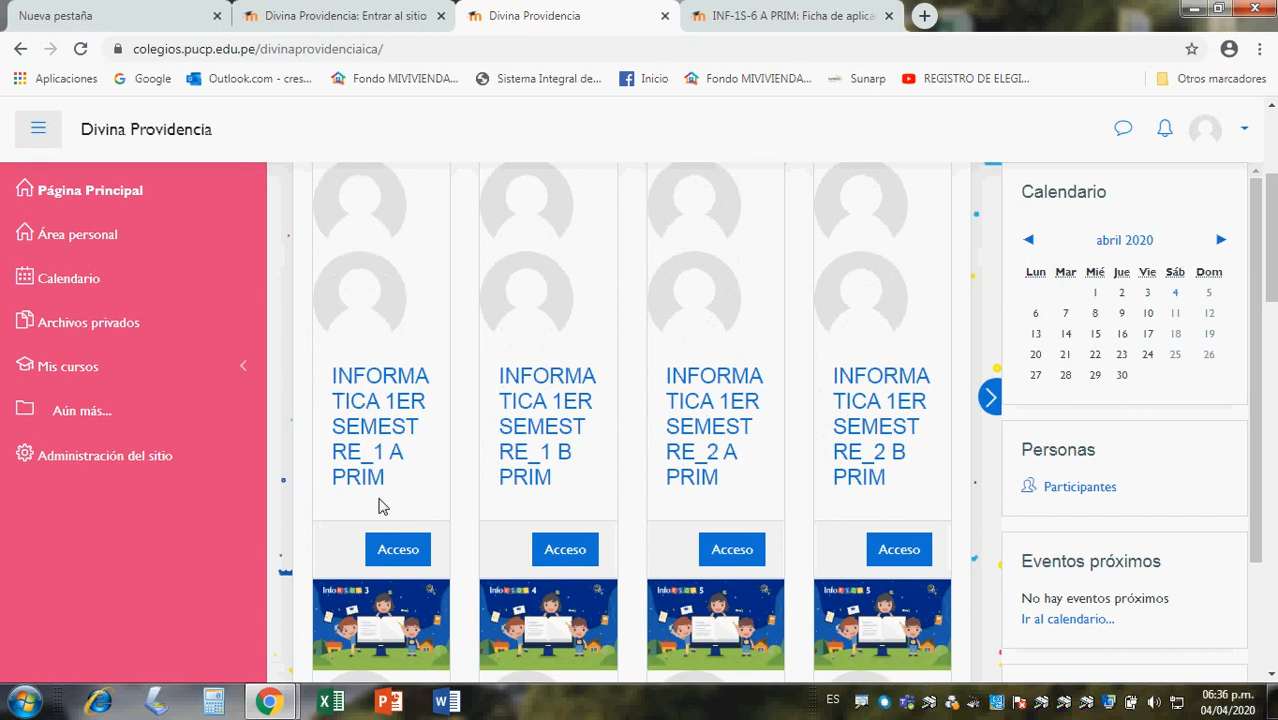 Nueva pestaña
Divina Providencia: Entrar al sitio
Divina Providencia
INF-1S-6 A PRIM: Ficha de aplica
colegios.pucp.edu.pe/divinaprovidenciaica/
Aplicaciones
Google
Outlook.com - cres...
Fondo MIVIVIENDA...
Sistema Integral de...
Inicio
Fondo MIVIVIENDA...
Sunarp
REGISTRO DE ELEGI...
Otros marcadores
Divina Providencia
Página Principal
Área personal
Calendario
Archivos privados
Mis cursos
Aún más...
Administración del sitio
INFORMA
TICA 1ER
SEMEST
RE_1 A
PRIM
Acceso
INFORMA
TICA 1ER
SEMEST
RE_1 B
PRIM
Acceso
INFORMA
TICA 1ER
SEMEST
RE_2 A
PRIM
Acceso
INFORMA
TICA 1ER
SEMEST
RE_2 B
PRIM
Acceso
Calendario
abril 2020
Lun Mar Mié Jue Vie Sáb Dom
1 2 3 4 5
6 7 8 9 10 11 12
13 14 15 16 17 18 19
20 21 22 23 24 25 26
27 28 29 30
Personas
Participantes
Eventos próximos
No hay eventos próximos
Ir al calendario...
ES
06:36 p.m.
04/04/2020